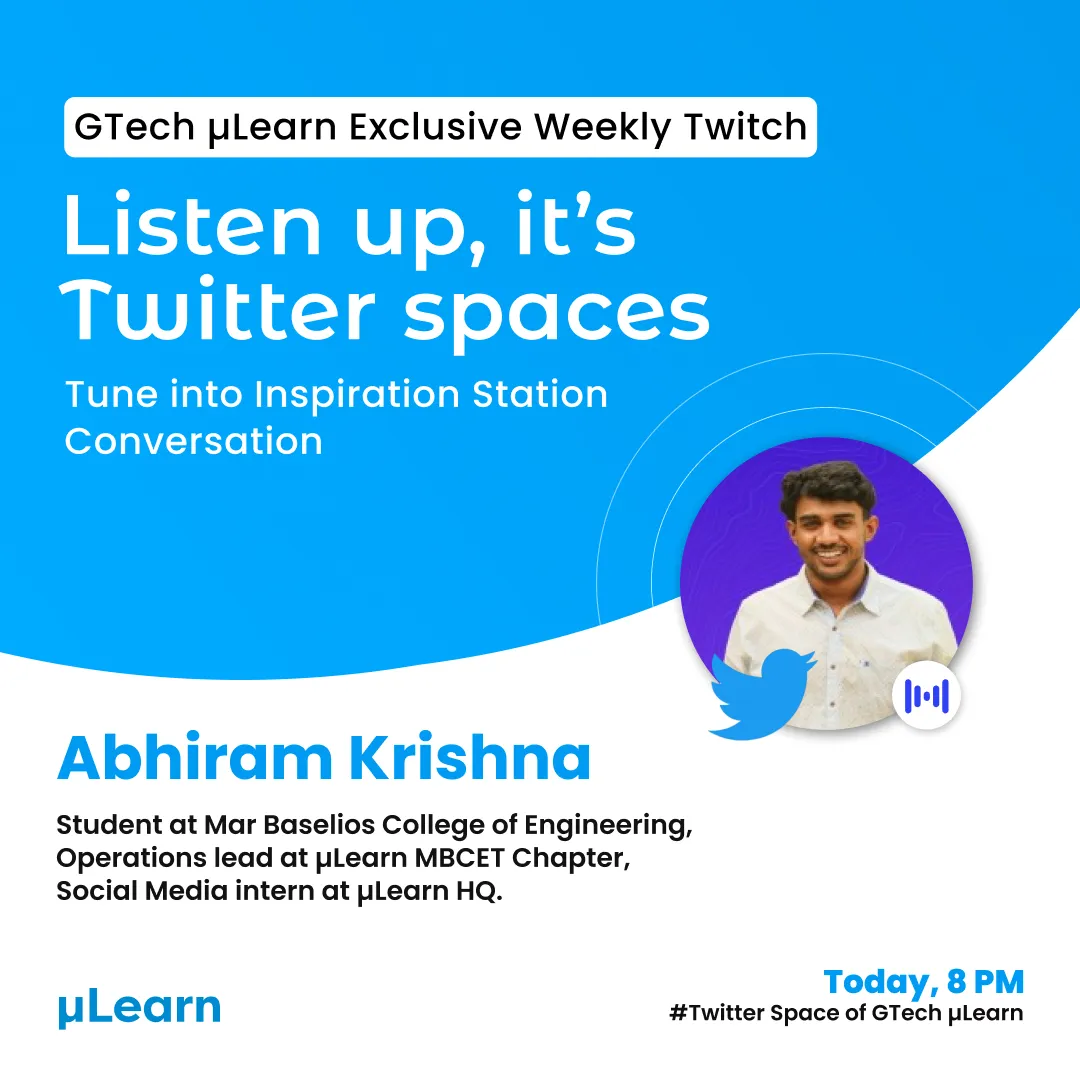 GTech µLearn Exclusive Weekly Twitch
Listen up, it’s
Twitter spaces
Tune into Inspiration Station
Conversation
Abhiram Krishna
Student at Mar Baselios College of Engineering,
Operations lead at µLearn MBCET Chapter,
Social Media intern at µLearn HQ.
µLearn
Today, 8 PM
#Twitter Space of GTech µLearn